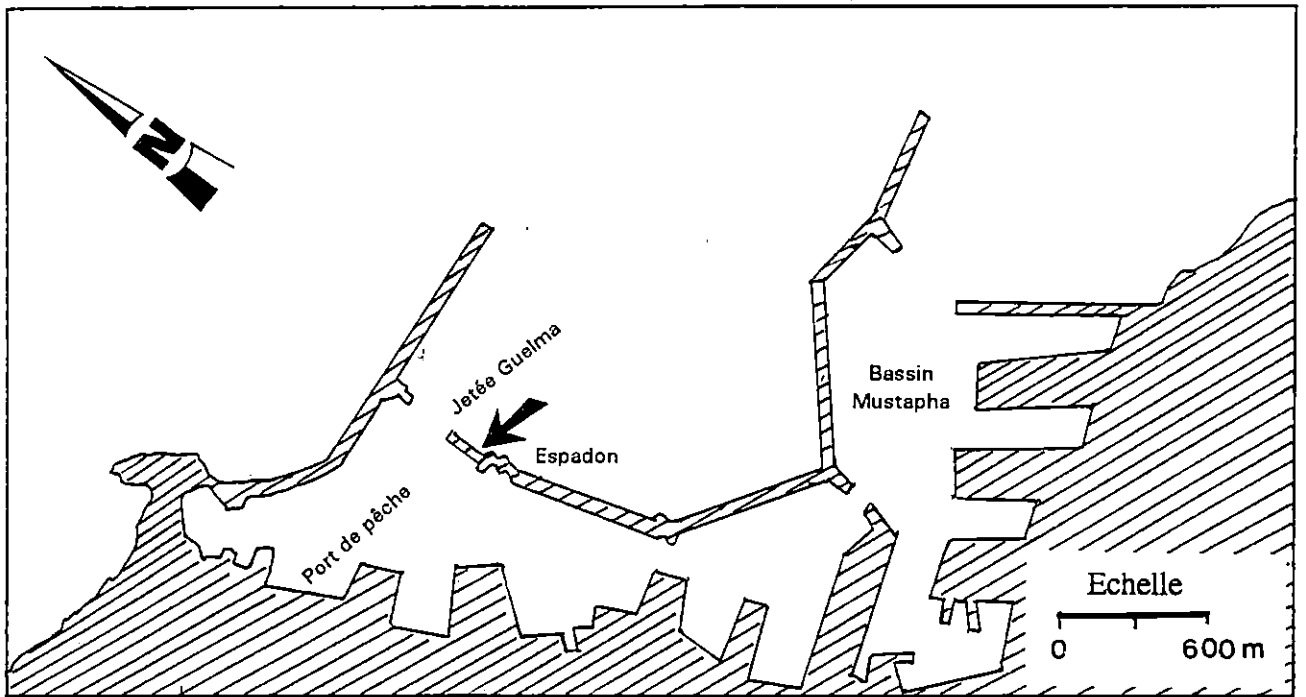 N
Jetée Guelma
Espadon
Port de pêche
Bassin
Mustapha
Echelle
0 600 m